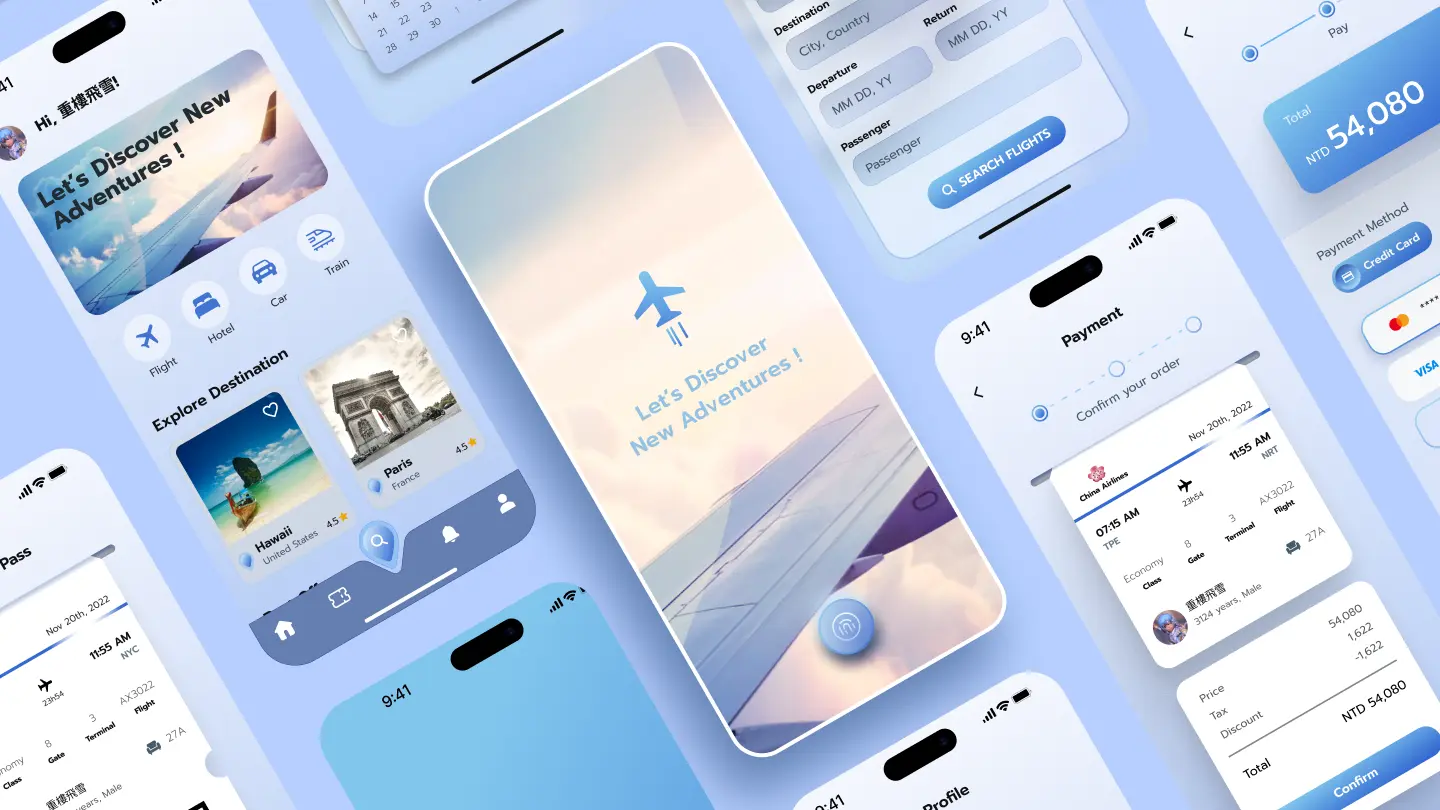 9:41
Hi, 重樓飛雪!
Let's Discover New
Adventures !
Flight
Hotel
Car
Train
Explore Destination
Hawaii
United States
4.5
Paris
France
4.5
14 15
21 22 23
28 29 30 1
Let's Discover
New Adventures !
Destination
City, Country
Departure
MM DD, YY
Return
MM DD, YY
Passenger
Passenger
SEARCH FLIGHTS
Pay
Total
NTD 54,080
Payment Method
Credit Card
****
VISA
9:41
Payment
Confirm your order
Nov 20th, 2022
China Airlines
07:15 AM
TPE
23h54
11:55 AM
NRT
Economy
Class
8
Gate
3
Terminal
AX3022
Flight
重樓飛雪
3124 years, Male
27A
Price 54,080
Tax 1,622
Discount -1,622
Total NTD 54,080
Confirm
Pass
Nov 20th, 2022
23h54
11:55 AM
NYC
Class
8
Gate
3
Terminal
AX3022
Flight
27A
重樓飛雪
years, Male
9:41
9:41
Profile